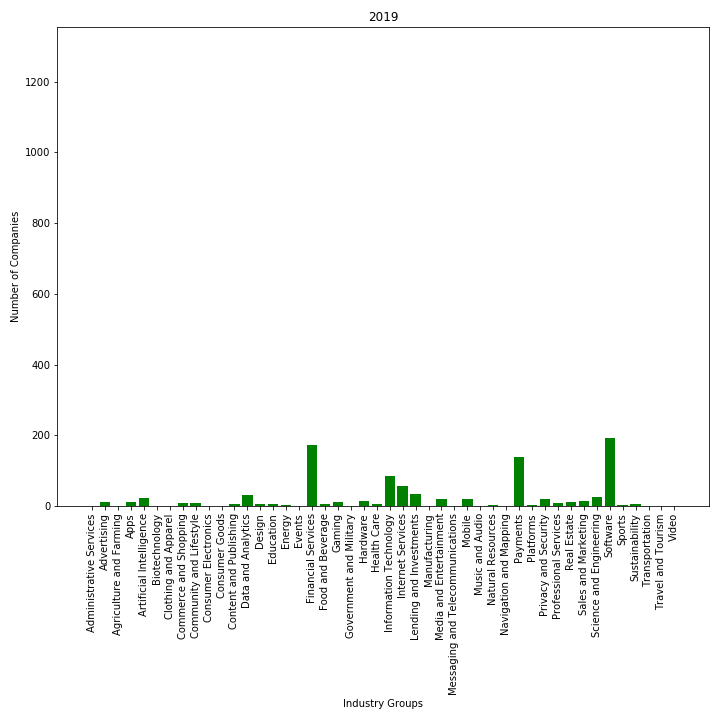 2019
1200
1000
800
600
400
200
0
Number of Companies
Administrative Services
Advertising
Agriculture and Farming
Apps
Artificial Intelligence
Biotechnology
Clothing and Apparel
Commerce and Shopping
Community and Lifestyle
Consumer Electronics
Consumer Goods
Content and Publishing
Data and Analytics
Design
Education
Energy
Events
Financial Services
Food and Beverage
Gaming
Government and Military
Hardware
Health Care
Information Technology
Internet Services
Lending and Investments
Manufacturing
Media and Entertainment
Messaging and Telecommunications
Mobile
Music and Audio
Natural Resources
Navigation and Mapping
Payments
Platforms
Privacy and Security
Professional Services
Real Estate
Sales and Marketing
Science and Engineering
Software
Sports
Sustainability
Transportation
Travel and Tourism
Video
Industry Groups